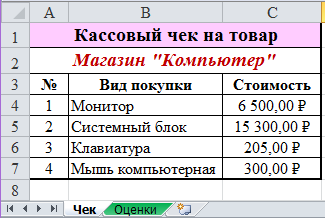 A B C
1 Кассовый чек на товар
2 Магазин "Компьютер"
3 № Вид покупки Стоимость
4 1 Монитор 6 500,00 ₽
5 2 Системный блок 15 300,00 ₽
6 3 Клавиатура 205,00 ₽
7 4 Мышь компьютерная 300,00 ₽
8
Чек Оценки